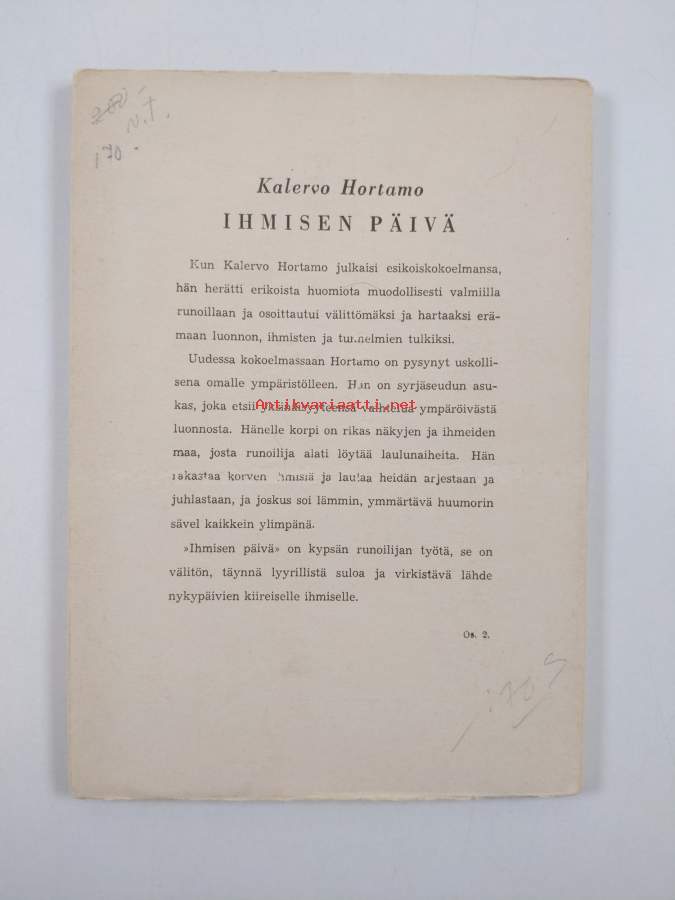 200
N.T.
170 -
Kalervo Hortamo
IHMISEN PÄIVÄ
Kun Kalervo Hortamo julkaisi esikoiskokoelmansa,
hän herätti erikoista huomiota muodollisesti valmiilla
runoillaan ja osoittautui välittömäksi ja hartaaksi erä-
maan luonnon, ihmisten ja tunnelmien tulkiksi.
Uudessa kokoelmassaan Hortamo on pysynyt uskolli-
sena omalle ympäristölleen. Hän on syrjäseudun asu-
kas, joka etsii yksinäisyyteensä vaihtelua ympäröivästä
Antikvariaatti.net
luonnosta. Hänelle korpi on rikas näkyjen ja ihmeiden
maa, josta runoilija alati löytää laulunaiheita. Hän
rakastaa korven ihmisiä ja laulaa heidän arjestaan ja
juhlastaan, ja joskus soi lämmin, ymmärtävä huumorin
sävel kaikkein ylimpänä.
»Ihmisen päivä» on kypsän runoilijan työtä, se on
välitön, täynnä lyyrillistä suloa ja virkistävä lähde
nykypäivien kiireiselle ihmiselle.
Os. 2.